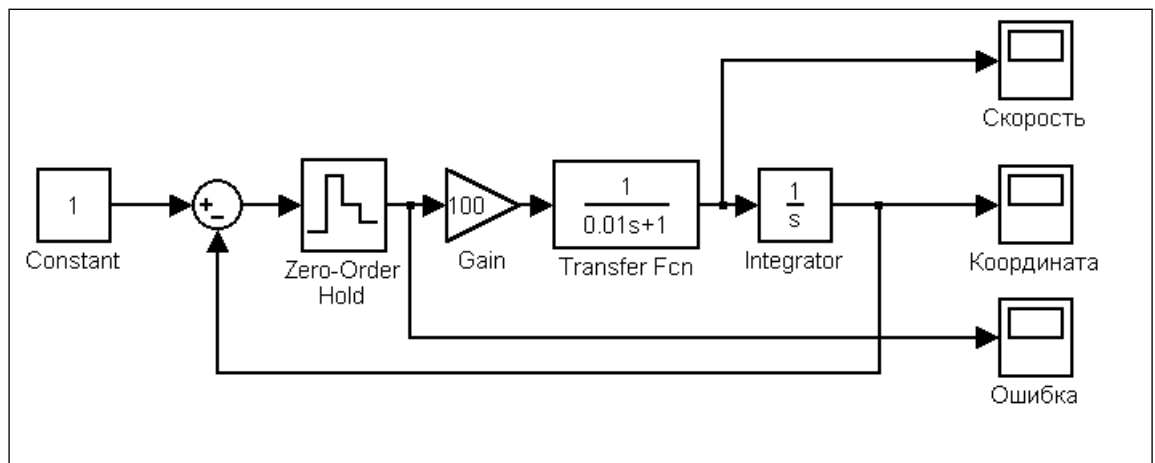 Скорость
1
Constant
+
−
Zero-Order
Hold
100
Gain
1
0.01s+1
Transfer Fcn
1
s
Integrator
Координата
Ошибка